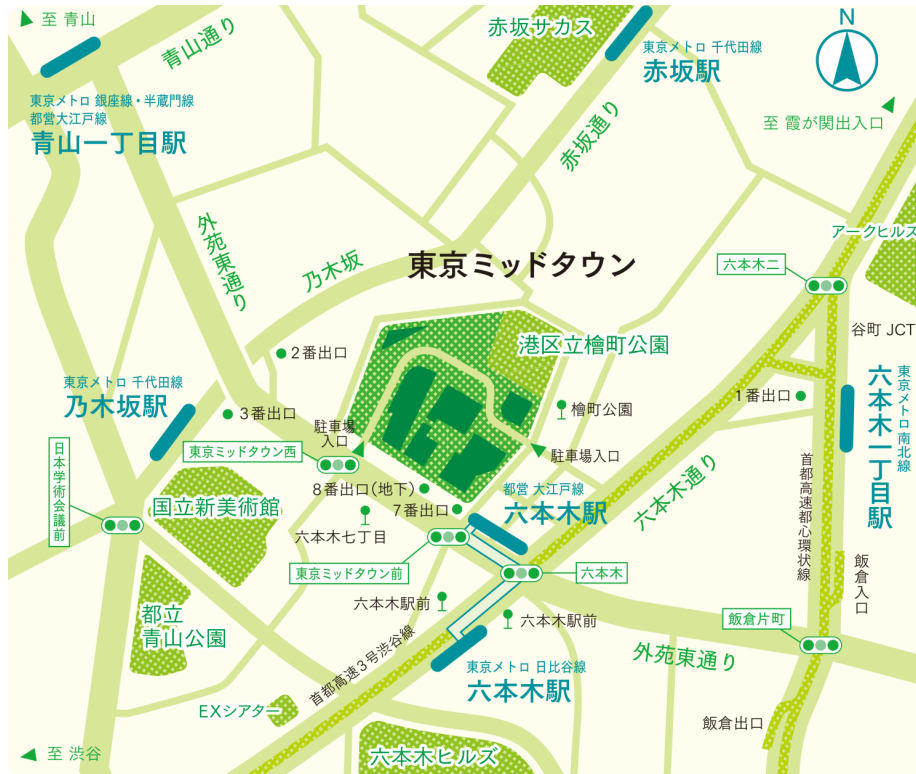 至 青山
青山通り
赤坂サカス
東京メトロ 千代田線
赤坂駅
N
東京メトロ 銀座線・半蔵門線
都営大江戸線
青山一丁目駅
至 霞が関出入口
赤坂通り
外苑東通り
乃木坂
東京ミッドタウン
アークヒルズ
六本木二
谷町 JCT
港区立檜町公園
2番出口
東京メトロ 千代田線
乃木坂駅
3番出口
檜町公園
1番出口
東京メトロ 南北線
六本木一丁目駅
駐車場
入口
東京ミッドタウン西
駐車場入口
日本学術会議前
国立新美術館
8番出口(地下)
7番出口
都営 大江戸線
六本木駅
六本木通り
首都高速都心環状線
六本木七丁目
東京ミッドタウン前
六本木
飯倉入口
都立
青山公園
六本木駅前
六本木駅前
飯倉片町
首都高速3号渋谷線
東京メトロ 日比谷線
六本木駅
外苑東通り
EXシアター
飯倉出口
至 渋谷
六本木ヒルズ